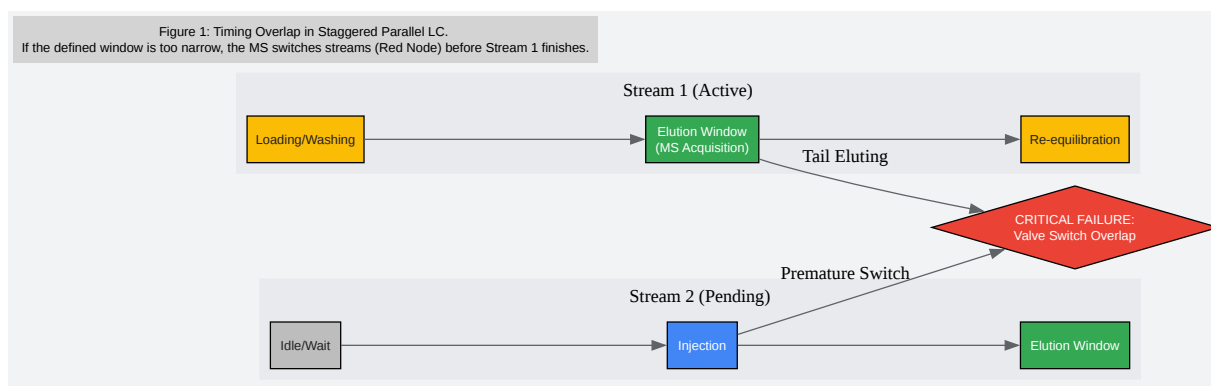 Figure 1: Timing Overlap in Staggered Parallel LC.
If the defined window is too narrow, the MS switches streams (Red Node) before Stream 1 finishes.
Stream 1 (Active)
Loading/Washing
Elution Window
(MS Acquisition)
Re-equilibration
Tail Eluting
CRITICAL FAILURE:
Valve Switch Overlap
Premature Switch
Stream 2 (Pending)
Idle/Wait
Injection
Elution Window